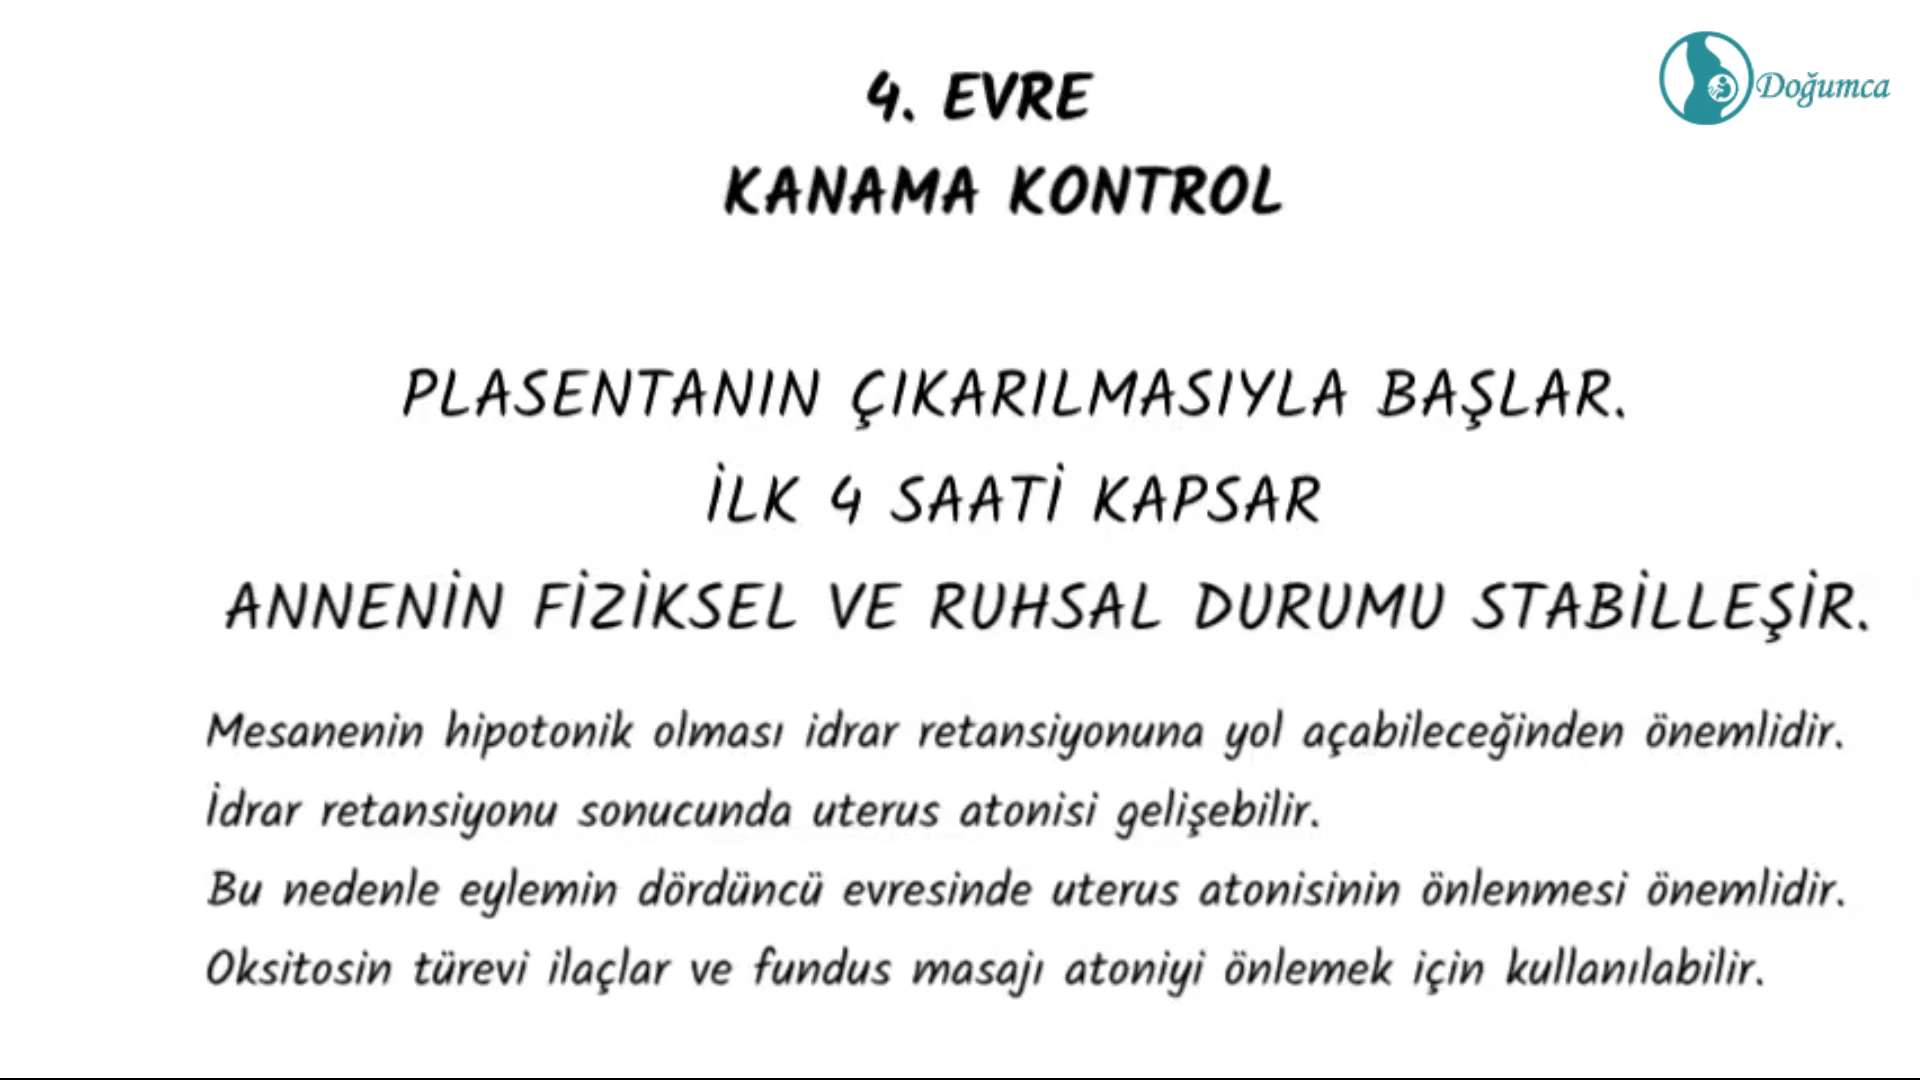 Doğumca
4. EVRE
KANAMA KONTROL
PLASENTANIN ÇIKARILMASIYLA BAŞLAR.
İLK 4 SAATİ KAPSAR
ANNENİN FİZİKSEL VE RUHSAL DURUMU STABİLLEŞİR.
Mesanenin hipotonik olması idrar retansiyonuna yol açabileceğinden önemlidir.
İdrar retansiyonu sonucunda uterus atonisi gelişebilir.
Bu nedenle eylemin dördüncü evresinde uterus atonisinin önlenmesi önemlidir.
Oksitosin türevi ilaçlar ve fundus masajı atoniyi önlemek için kullanılabilir.